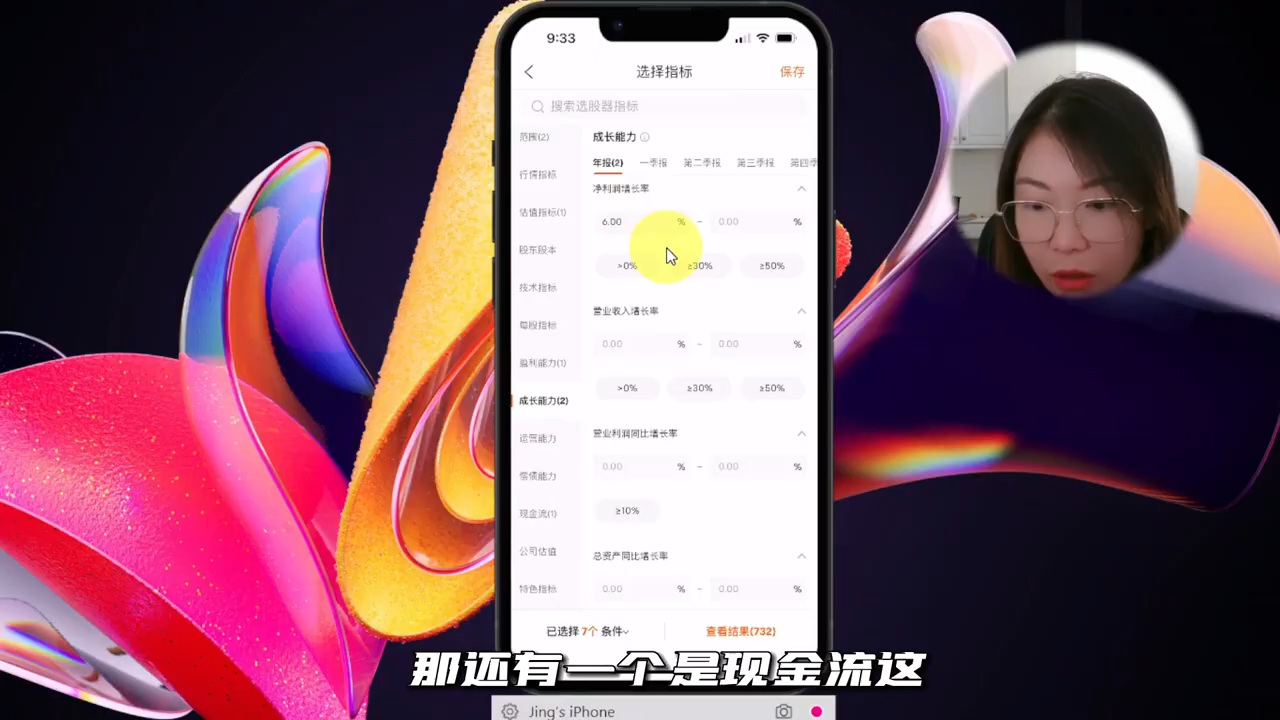 9:33
选择指标
保存
搜索选股器指标
范围(2)
行情指标
估值指标(1)
股东股本
技术指标
每股指标
盈利能力(1)
成长能力(2)
运营能力
偿债能力
现金流(1)
公司估值
特色指标
成长能力
年报(2) 一季报 第二季报 第三季报 第四季
净利润增长率
6.00 % - 0.00 %
>0% ≥30% ≥50%
营业收入增长率
0.00 % - 0.00 %
>0% ≥30% ≥50%
营业利润同比增长率
0.00 % - 0.00 %
≥10%
总资产同比增长率
0.00 % - 0.00 %
已选择 7个 条件
查看结果(732)
那还有一个是现金流这
Jing's iPhone